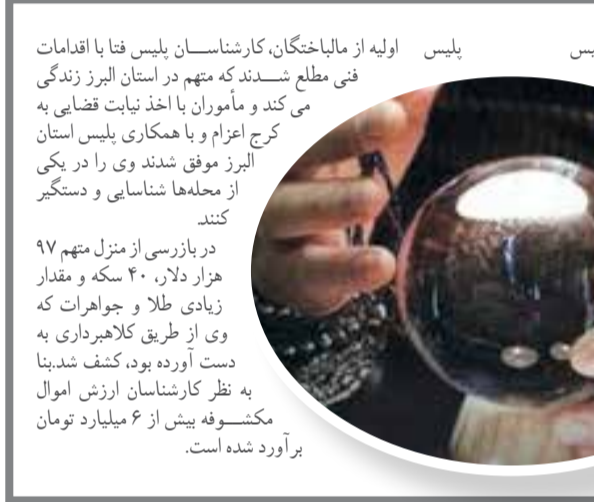 یس
پلیس
اولیه از مالباختگان، کارشناسان پلیس فتا با اقدامات
فنی مطلع شدند که متهم در استان البرز زندگی
می کند و مأموران با اخذ نیابت قضایی به
کرج اعزام و با همکاری پلیس استان
البرز موفق شدند وی را در یکی
از محله‌ها شناسایی و دستگیر
کنند.
در بازرسی از منزل متهم ۹۷
هزار دلار، ۴۰ سکه و مقدار
زیادی طلا و جواهرات که
وی از طریق کلاهبرداری به
دست آورده بود، کشف شد.بنا
به نظر کارشناسان ارزش اموال
مکشوفه بیش از ۶ میلیارد تومان
برآورد شده است.